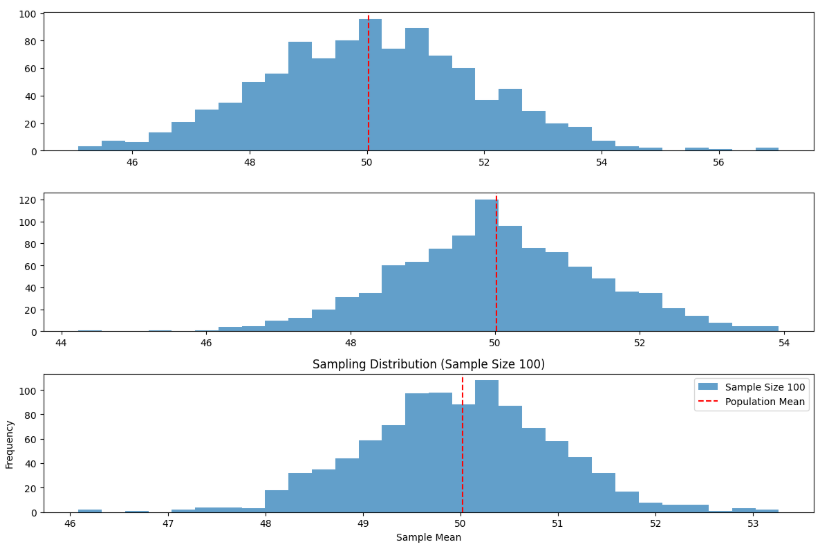 100
80
60
40
20
0
46 48 50 52 54 56
120
100
80
60
40
20
0
44 46 48 50 52 54
Sampling Distribution (Sample Size 100)
Sample Size 100
Population Mean
100
80
60
40
20
0
Frequency
46 47 48 49 50 51 52 53
Sample Mean